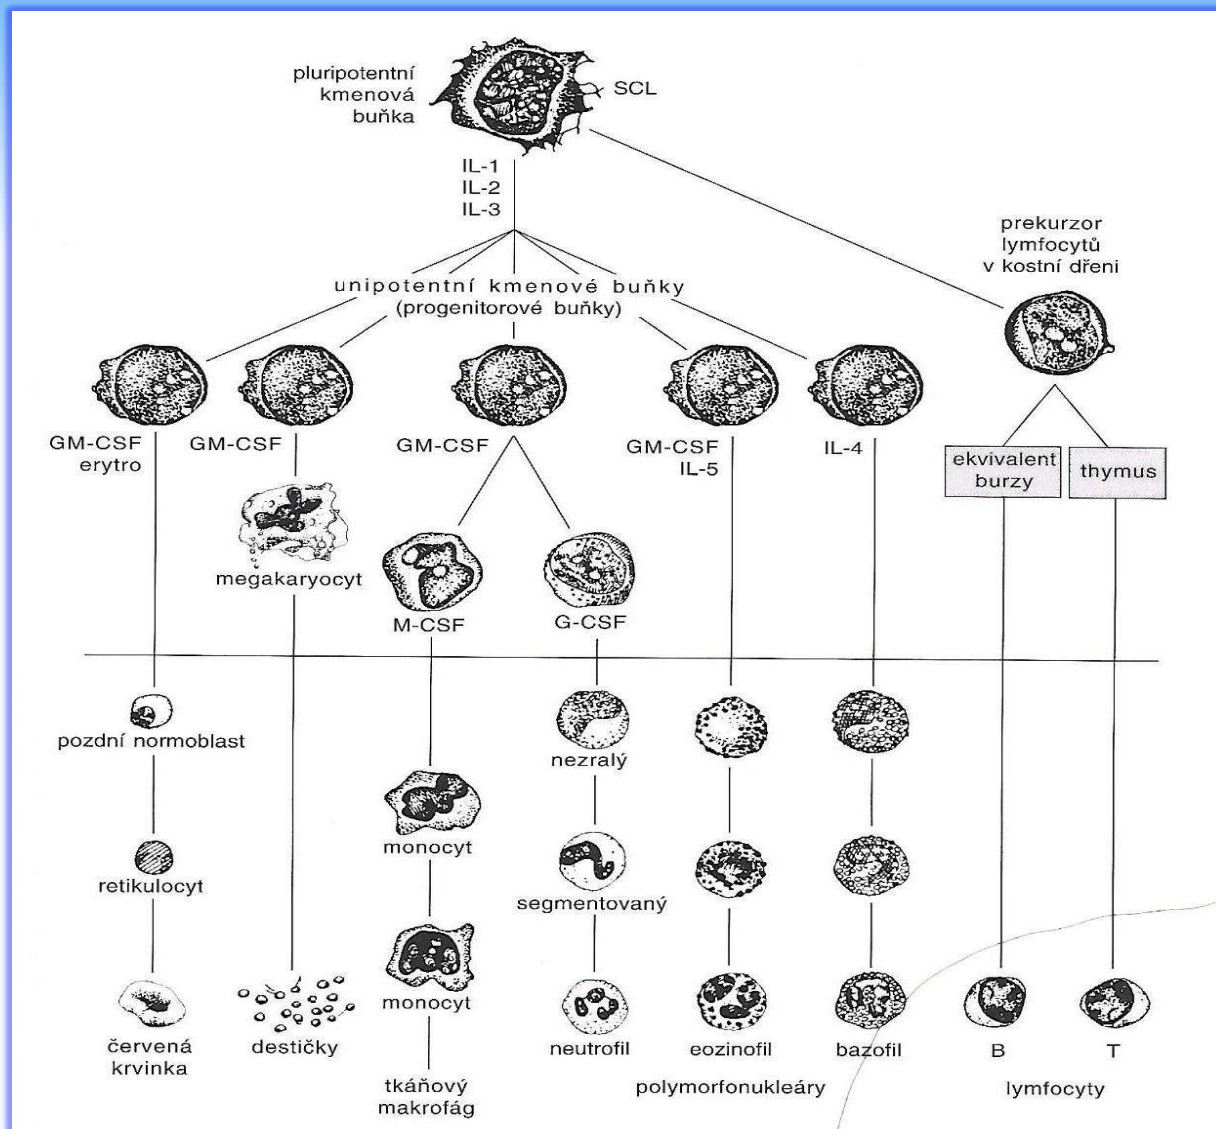 pluripotentní
kmenová
buňka
SCL
IL-1
IL-2
IL-3
prekurzor
lymfocytů
v kostní dřeni
unipotentní kmenové buňky
(progenitorové buňky)
GM-CSF
erytro
GM-CSF
GM-CSF
GM-CSF
IL-5
IL-4
ekvivalent
burzy
thymus
megakaryocyt
M-CSF
G-CSF
pozdní normoblast
nezralý
monocyt
retikulocyt
segmentovaný
monocyt
červená
krvinka
destičky
neutrofil
eozinofil
bazofil
B
T
tkáňový
makrofág
polymorfonukleáry
lymfocyty